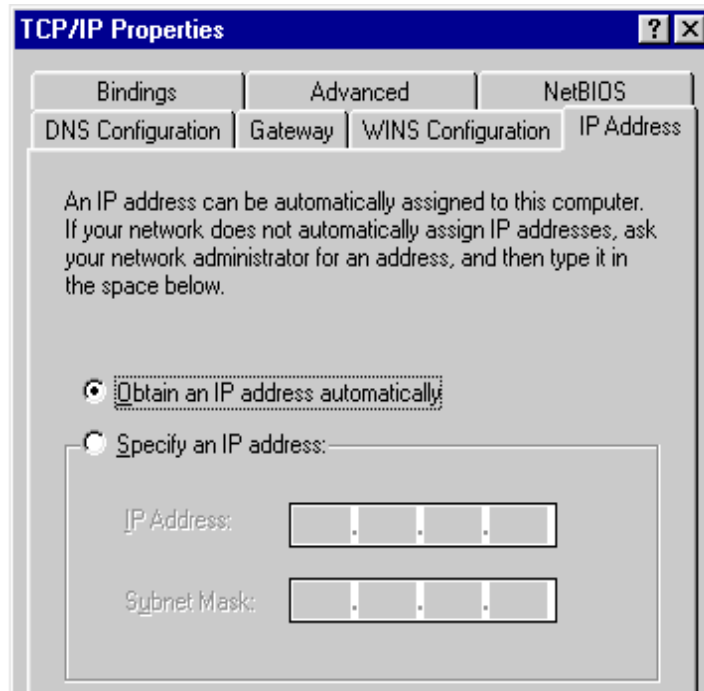 TCP/IP Properties
Bindings Advanced NetBIOS
DNS Configuration Gateway WINS Configuration IP Address
An IP address can be automatically assigned to this computer.
If your network does not automatically assign IP addresses, ask
your network administrator for an address, and then type it in
the space below.
Obtain an IP address automatically
Specify an IP address:
IP Address:
Subnet Mask: